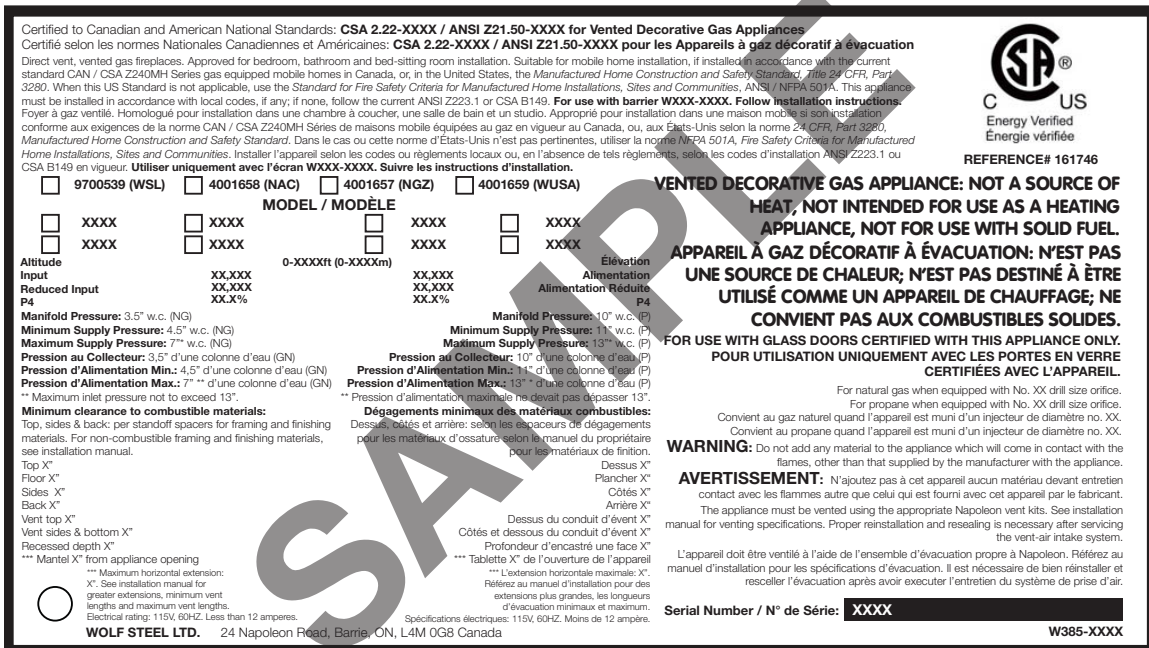 Certified to Canadian and American National Standards: CSA 2.22-XXXX / ANSI Z21.50-XXXX for Vented Decorative Gas Appliances
Certifié selon les normes Nationales Canadiennes et Américaines: CSA 2.22-XXXX / ANSI Z21.50-XXXX pour les Appareils à gaz décoratif à évacuation
Direct vent, vented gas fireplaces. Approved for bedroom, bathroom and bed-sitting room installation. Suitable for mobile home installation, if installed in accordance with the current
standard CAN / CSA Z240MH Series gas equipped mobile homes in Canada, or, in the United States, the Manufactured Home Construction and Safety Standard, Title 24 CFR, Part
3280. When this US Standard is not applicable, use the Standard for Fire Safety Criteria for Manufactured Home Installations, Sites and Communities, ANSI / NFPA 501A. This appliance
must be installed in accordance with local codes, if any; if none, follow the current ANSI Z223.1 or CSA B149. For use with barrier WXXX-XXXX. Follow installation instructions.
Foyer à gaz ventilé. Homologué pour installation dans une chambre à coucher, une salle de bain et un studio. Approprié pour installation dans une maison mobile si son installation
conforme aux exigences de la norme CAN / CSA Z240MH Séries de maisons mobile équipées au gaz en vigueur au Canada, ou, aux États-Unis selon la norme 24 CFR, Part 3280,
Manufactured Home Construction and Safety Standard. Dans le cas ou cette norme d'États-Unis n'est pas pertinentes, utiliser la norme NFPA 501A, Fire Safety Criteria for Manufactured
Home Installations, Sites and Communities. Installer l'appareil selon les codes ou règlements locaux ou, en l'absence de tels règlements, selon les codes d'installation ANSI Z223.1 ou
CSA B149 en vigueur. Utiliser uniquement avec l'écran WXXX-XXXX. Suivre les instructions d'installation.
SA ®
C US
Energy Verified
Énergie vérifiée
REFERENCE# 161746
9700539 (WSL) 4001658 (NAC) 4001657 (NGZ) 4001659 (WUSA)
MODEL / MODÈLE
XXXX XXXX XXXX XXXX
XXXX XXXX XXXX XXXX
Altitude 0-XXXXft (0-XXXXm) Élévation
Input XX,XXX XX,XXX Alimentation
Reduced Input XX,XXX XX,XXX Alimentation Réduite
P4 XX.X% XX.X% P4
Manifold Pressure: 3.5" w.c. (NG) Manifold Pressure: 10" w.c. (P)
Minimum Supply Pressure: 4.5" w.c. (NG) Minimum Supply Pressure: 11" w.c. (P)
Maximum Supply Pressure: 7"* w.c. (NG) Maximum Supply Pressure: 13"* w.c. (P)
Pression au Collecteur: 3,5" d'une colonne d'eau (GN) Pression au Collecteur: 10" d'une colonne d'eau (P)
Pression d'Alimentation Min.: 4,5" d'une colonne d'eau (GN) Pression d'Alimentation Min.: 11" d'une colonne d'eau (P)
Pression d'Alimentation Max.: 7" ** d'une colonne d'eau (GN) Pression d'Alimentation Max.: 13" * d'une colonne d'eau (P)
** Maximum inlet pressure not to exceed 13". ** Pression d'alimentation maximale ne devait pas dépasser 13".
Minimum clearance to combustible materials: Dégagements minimaux des matériaux combustibles:
Top, sides & back: per standoff spacers for framing and finishing Dessus, côtés et arrière: selon les espaceurs de dégagements
materials. For non-combustible framing and finishing materials, pour les matériaux d'ossature selon le manuel du propriétaire
see installation manual. pour les matériaux de finition.
Top X" Dessus X"
Floor X" Plancher X"
Sides X" Côtés X"
Back X" Arrière X"
Vent top X" Dessus du conduit d'évent X"
Vent sides & bottom X" Côtés et dessous du conduit d'évent X"
Recessed depth X" Profondeur d'encastré une face X"
*** Mantel X" from appliance opening *** Tablette X" de l'ouverture de l'appareil
*** Maximum horizontal extension: *** L'extension horizontale maximale: X".
X". See installation manual for Référez au manuel d'installation pour des
greater extensions, minimum vent extensions plus grandes, les longueurs
lengths and maximum vent lengths. d'évacuation minimaux et maximum.
Electrical rating: 115V, 60HZ. Less than 12 amperes. Spécifications électriques: 115V, 60HZ. Moins de 12 ampère.
WOLF STEEL LTD. 24 Napoleon Road, Barrie, ON, L4M 0G8 Canada
VENTED DECORATIVE GAS APPLIANCE: NOT A SOURCE OF
HEAT, NOT INTENDED FOR USE AS A HEATING
APPLIANCE, NOT FOR USE WITH SOLID FUEL.
APPAREIL À GAZ DÉCORATIF À ÉVACUATION: N'EST PAS
UNE SOURCE DE CHALEUR; N'EST PAS DESTINÉ À ÈTRE
UTILISÉ COMME UN APPAREIL DE CHAUFFAGE; NE
CONVIENT PAS AUX COMBUSTIBLES SOLIDES.
FOR USE WITH GLASS DOORS CERTIFIED WITH THIS APPLIANCE ONLY.
POUR UTILISATION UNIQUEMENT AVEC LES PORTES EN VERRE
CERTIFIÉES AVEC L'APPAREIL.
For natural gas when equipped with No. XX drill size orifice.
For propane when equipped with No. XX drill size orifice.
Convient au gaz naturel quand l'appareil est muni d'un injecteur de diamètre no. XX.
Convient au propane quand l'appareil est muni d'un injecteur de diamètre no. XX.
WARNING: Do not add any material to the appliance which will come in contact with the
flames, other than that supplied by the manufacturer with the appliance.
AVERTISSEMENT: N'ajoutez pas à cet appareil aucun matériau devant entretien
contact avec les flammes autre que celui qui est fourni avec cet appareil par le fabricant.
The appliance must be vented using the appropriate Napoleon vent kits. See installation
manual for venting specifications. Proper reinstallation and resealing is necessary after servicing
the vent-air intake system.
L'appareil doit être ventilé à l'aide de l'ensemble d'évacuation propre à Napoleon. Référez au
manuel d'installation pour les spécifications d'évacuation. Il est nécessaire de bien réinstaller et
resceller l'évacuation après avoir executer l'entretien du système de prise d'air.
Serial Number / N° de Série: XXXX
W385-XXXX
SAMPLE